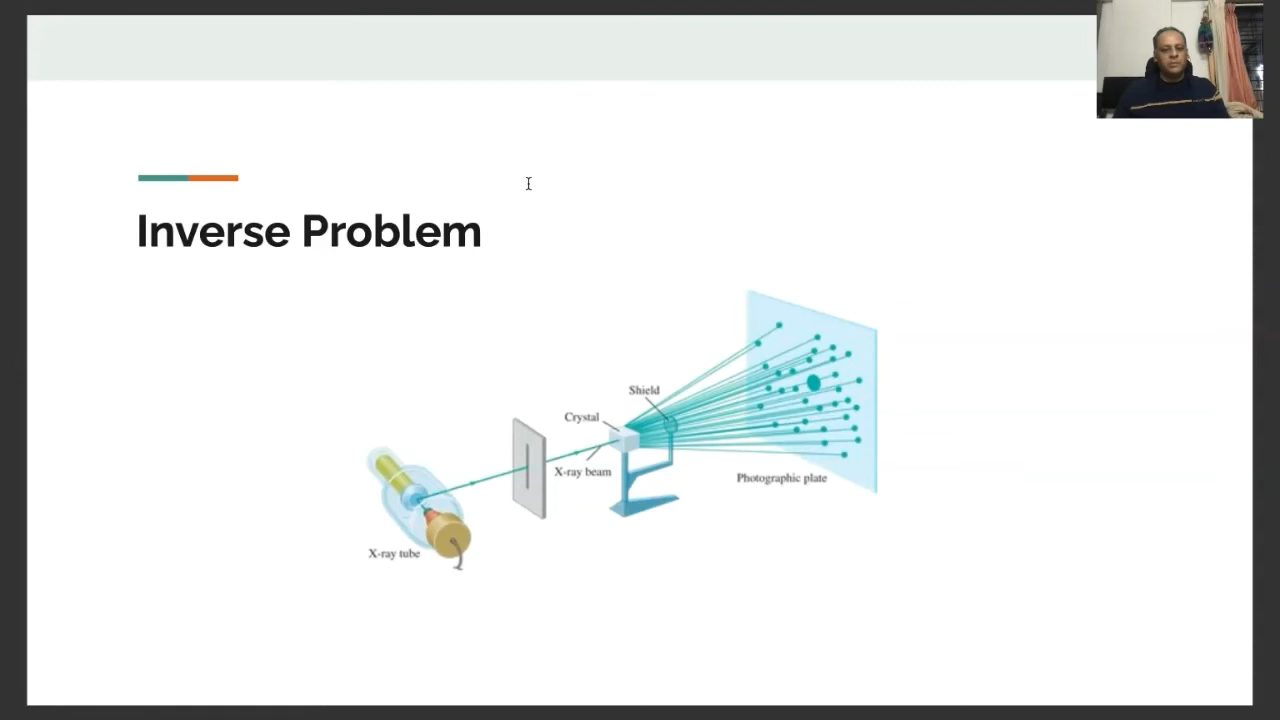 Inverse Problem
Shield
Crystal
X-ray beam
Photographic plate
X-ray tube